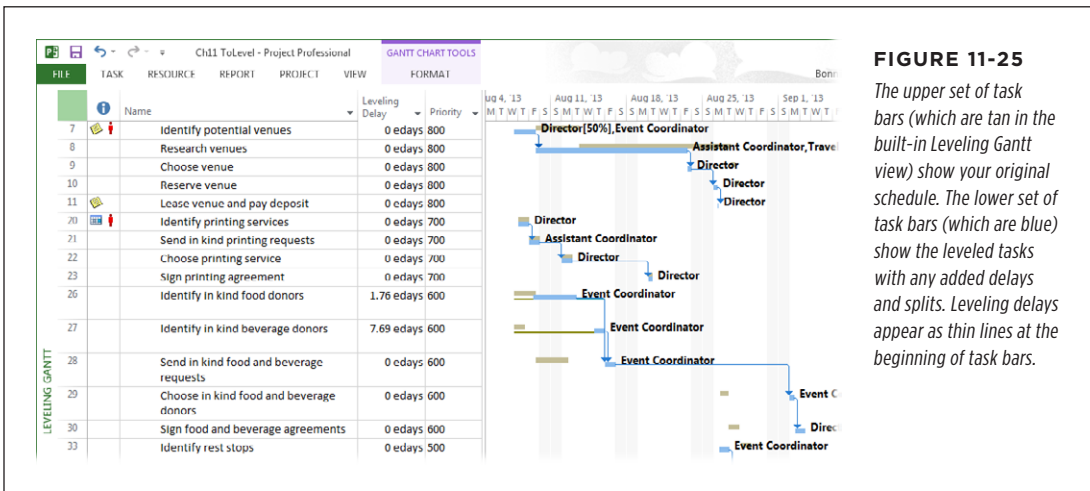 Ch11 ToLevel - Project Professional
GANTT CHART TOOLS
FILE TASK RESOURCE REPORT PROJECT VIEW FORMAT
Bonn
Name
Leveling
Delay
Priority
ug 4, '13 Aug 11, '13 Aug 18, '13 Aug 25, '13 Sep 1, '13
M T W T F S S M T W T F S S M T W T F S S M T W T F S S M T W T F
7 Identify potential venues 0 edays 800 Director[50%],Event Coordinator
8 Research venues 0 edays 800 Assistant Coordinator,Trave
9 Choose venue 0 edays 800 Director
10 Reserve venue 0 edays 800 Director
11 Lease venue and pay deposit 0 edays 800 Director
20 Identify printing services 0 edays 700 Director
21 Send in kind printing requests 0 edays 700 Assistant Coordinator
22 Choose printing service 0 edays 700 Director
23 Sign printing agreement 0 edays 700 Director
26 Identify in kind food donors 1.76 edays 600 Event Coordinator
27 Identify in kind beverage donors 7.69 edays 600 Event Coordinator
28 Send in kind food and beverage
requests 0 edays 600 Event Coordinator
29 Choose in kind food and beverage
donors 0 edays 600 Event C
30 Sign food and beverage agreements 0 edays 600 Direc
33 Identify rest stops 0 edays 500 Event Coordinator
LEVELING GANTT
FIGURE 11-25
The upper set of task
bars (which are tan in the
built-in Leveling Gantt
view) show your original
schedule. The lower set of
task bars (which are blue)
show the leveled tasks
with any added delays
and splits. Leveling delays
appear as thin lines at the
beginning of task bars.